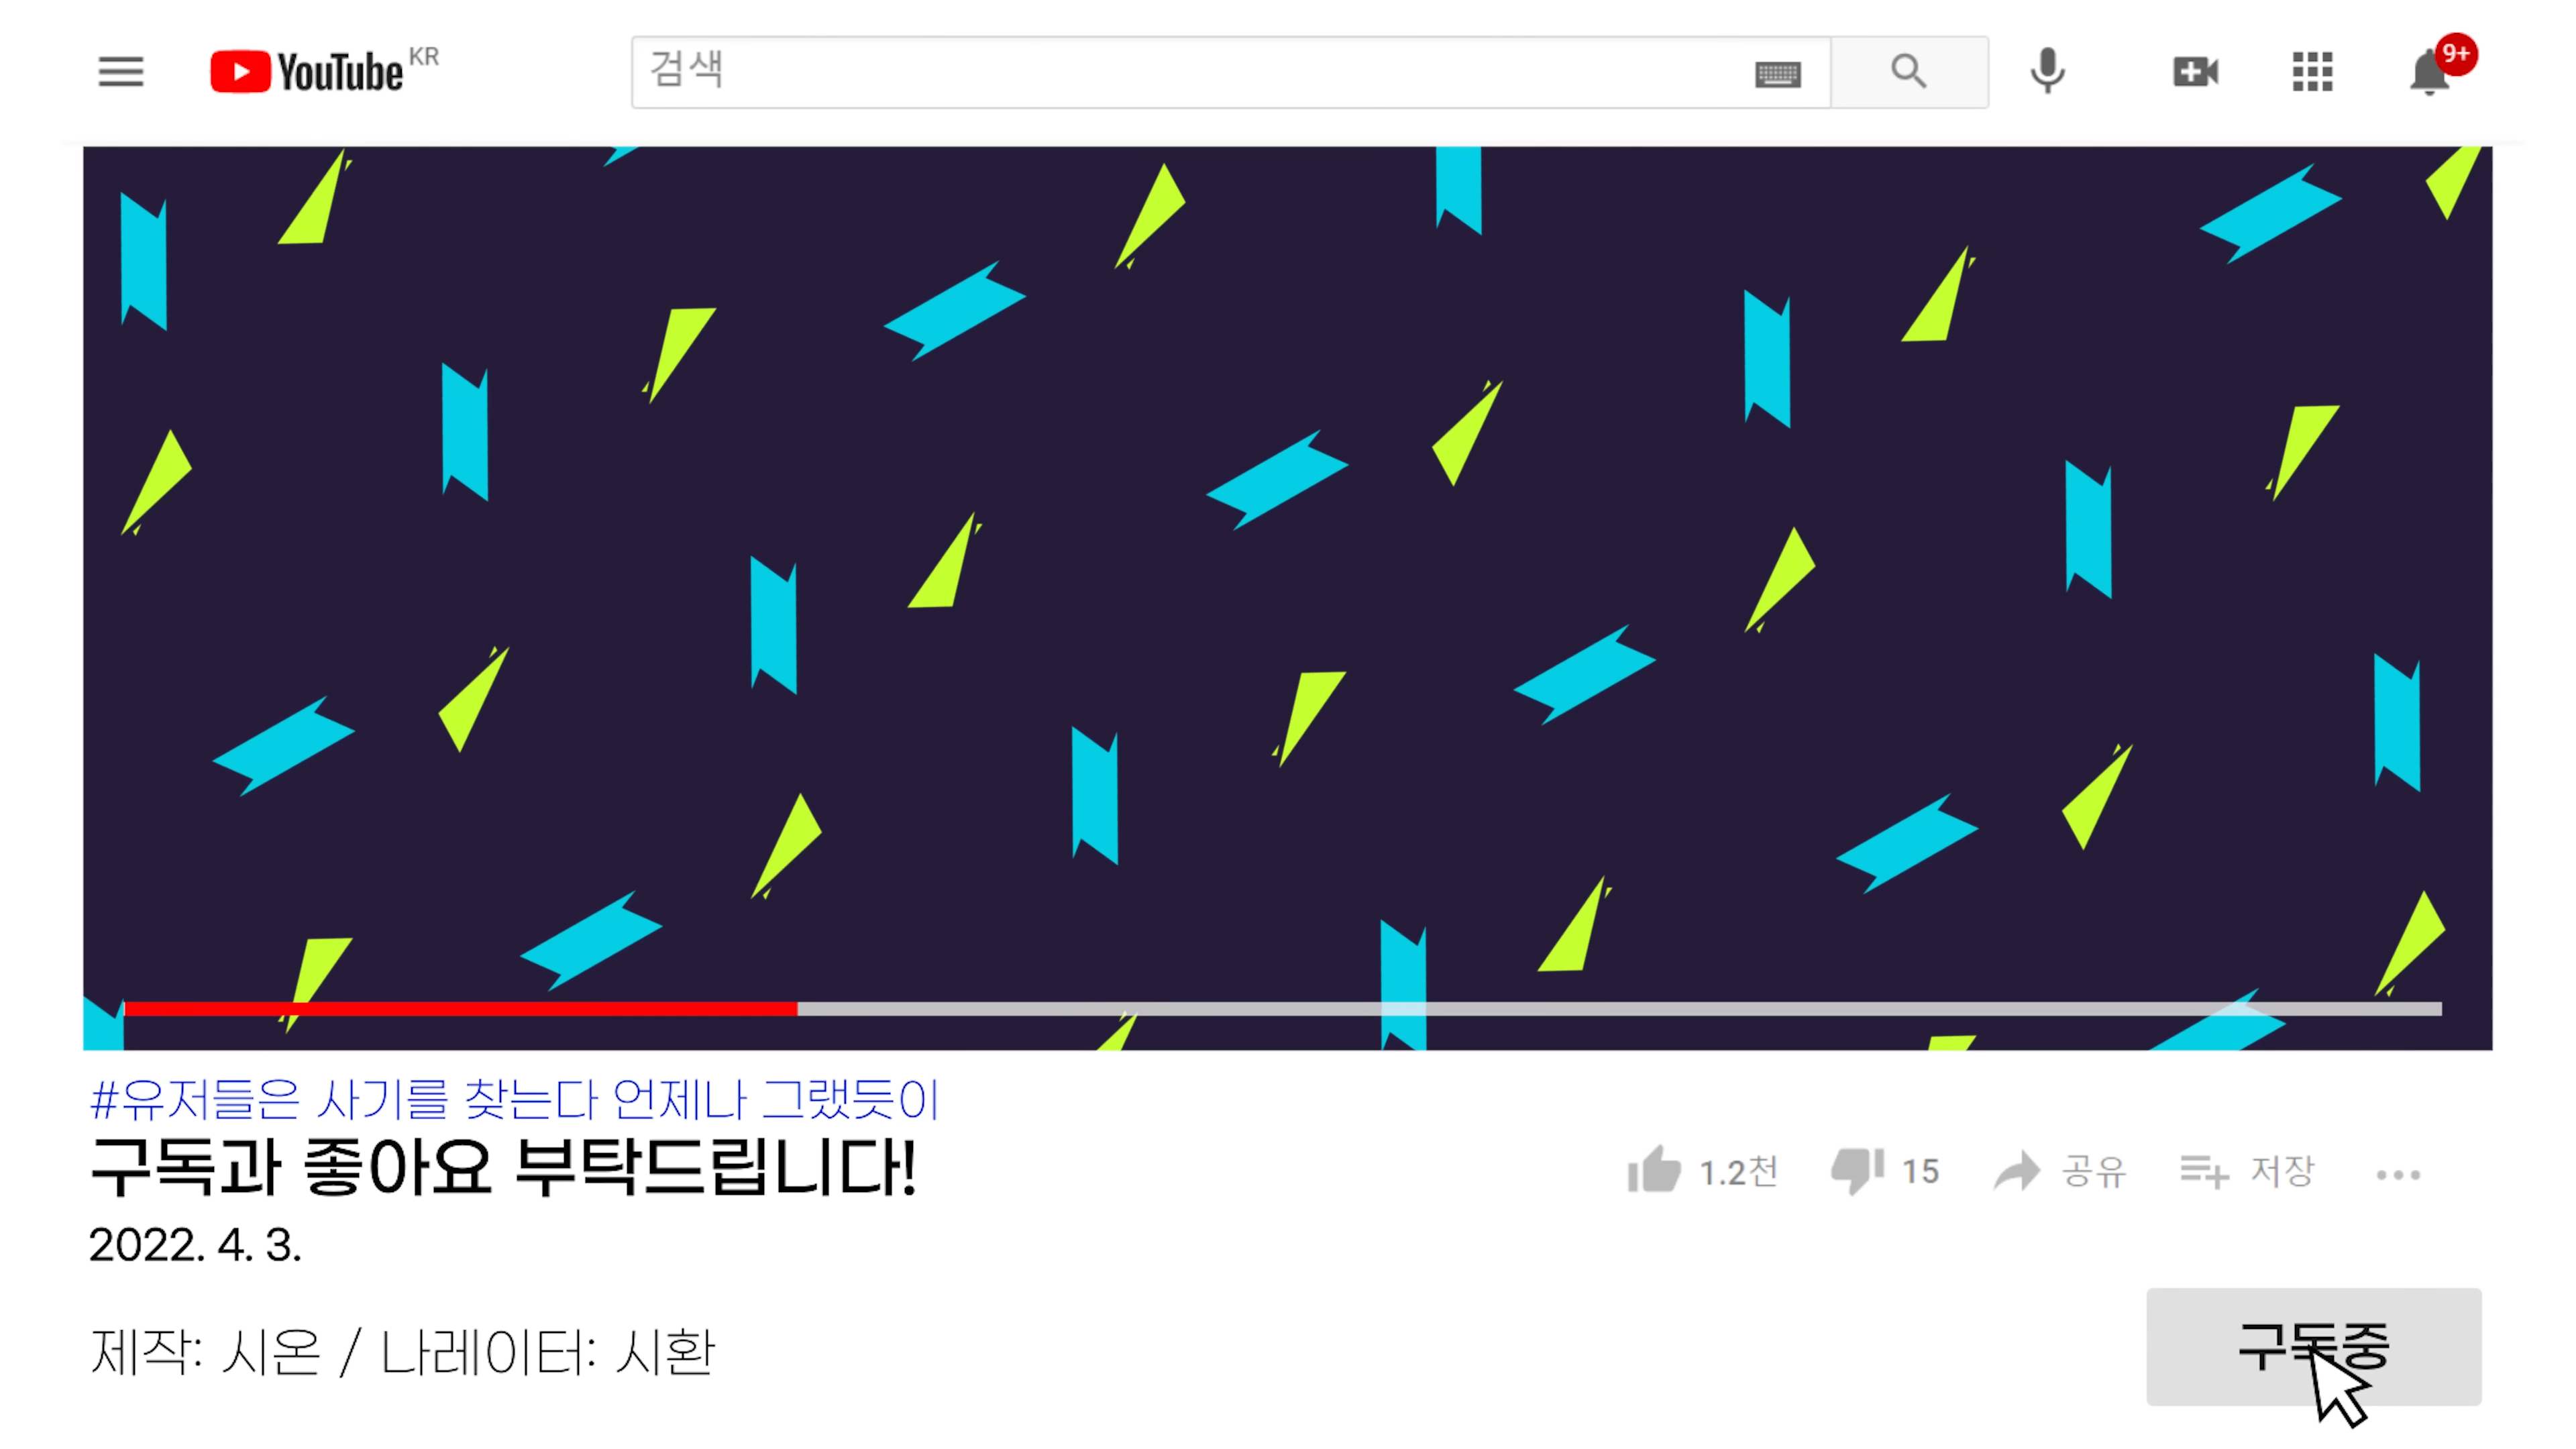 YouTube KR
검색
9+
#유저들은 사기를 찾는다 언제나 그랬듯이
구독과 좋아요 부탁드립니다!
1.2천 15 공유 저장
2022. 4. 3.
제작: 시온 / 나레이터: 시환
구독중